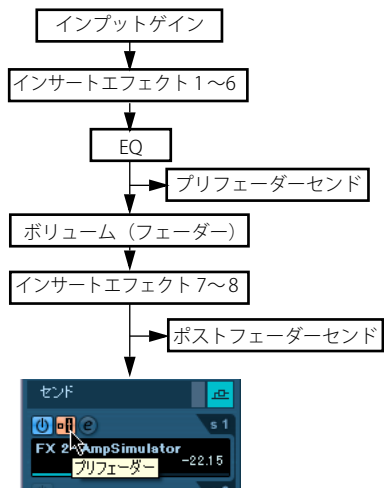 インプットゲイン
インサートエフェクト 1～6
EQ
プリフェーダーセンド
ボリューム（フェーダー）
インサートエフェクト 7～8
ポストフェーダーセンド
センド
e
s 1
FX 2-AmpSimulator
-22.15
プリフェーダー